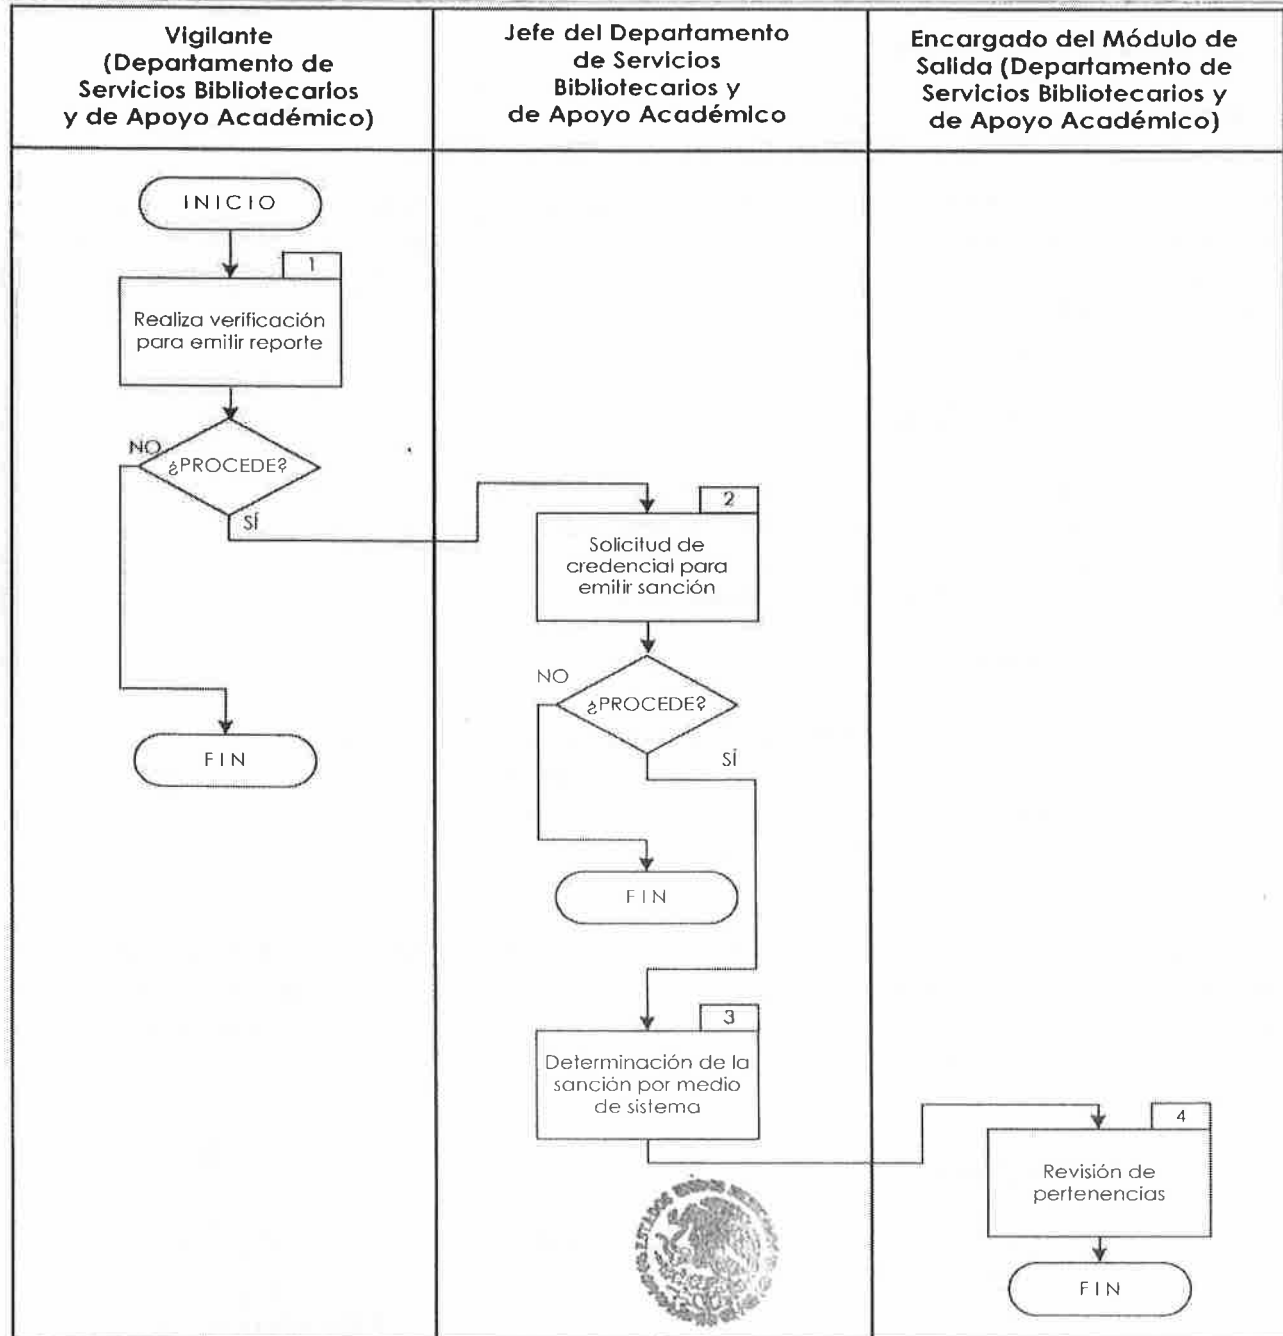 Vigilante
(Departamento de
Servicios Bibliotecarios
y de Apoyo Académico)
Jefe del Departamento
de Servicios
Bibliotecarios y
de Apoyo Académico
Encargado del Módulo de
Salida (Departamento de
Servicios Bibliotecarios y
de Apoyo Académico)
INICIO
1
Realiza verificación
para emitir reporte
NO
¿PROCEDE?
SÍ
FIN
2
Solicitud de
credencial para
emitir sanción
NO
¿PROCEDE?
SÍ
FIN
3
Determinación de la
sanción por medio
de sistema
4
Revisión de
pertenencias
FIN
ESTADOS UNIDOS MEXICANOS